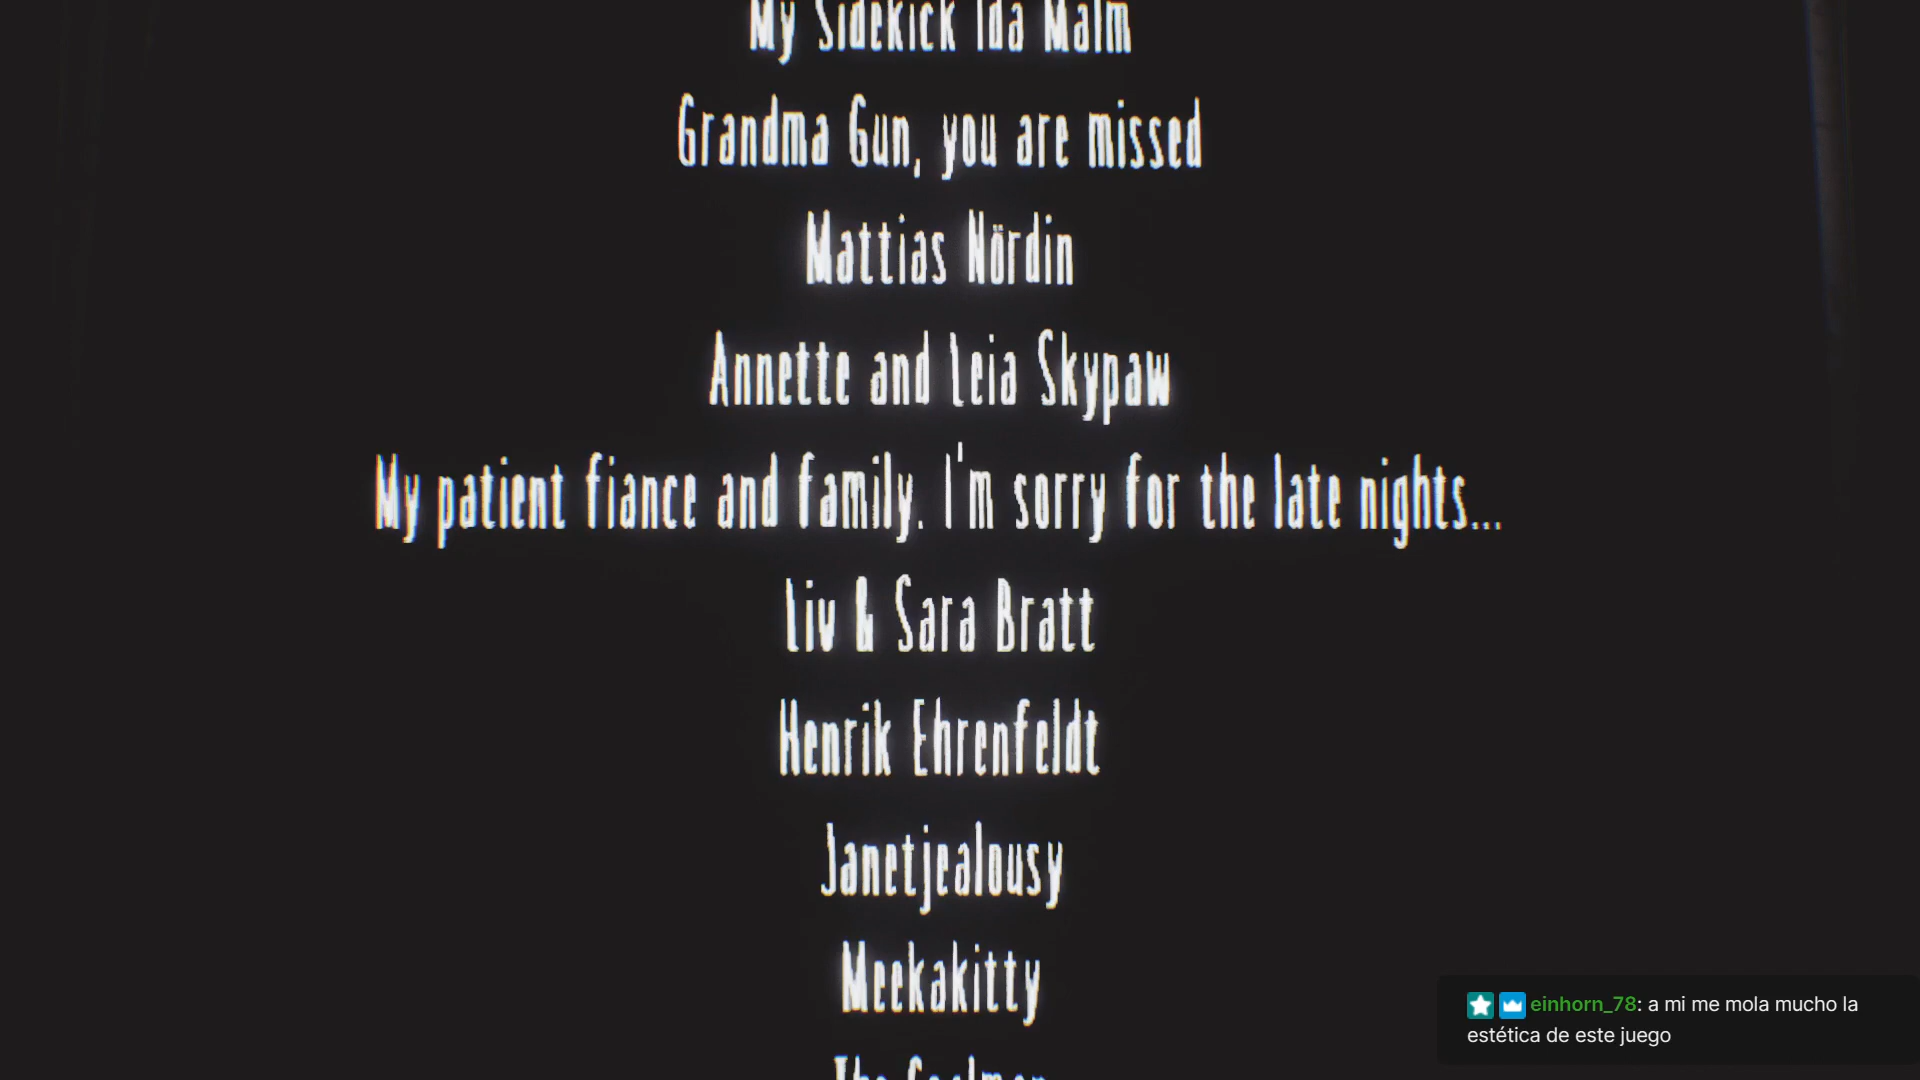 My Sidekick Ida Malm
Grandma Gun, you are missed
Mattias Nördin
Annette and Leia Skypaw
My patient fiance and family. I'm sorry for the late nights...
Liv & Sara Bratt
Henrik Ehrenfeldt
Janetjealousy
Meekakitty
The
einhorn_78: a mi me mola mucho la
estética de este juego